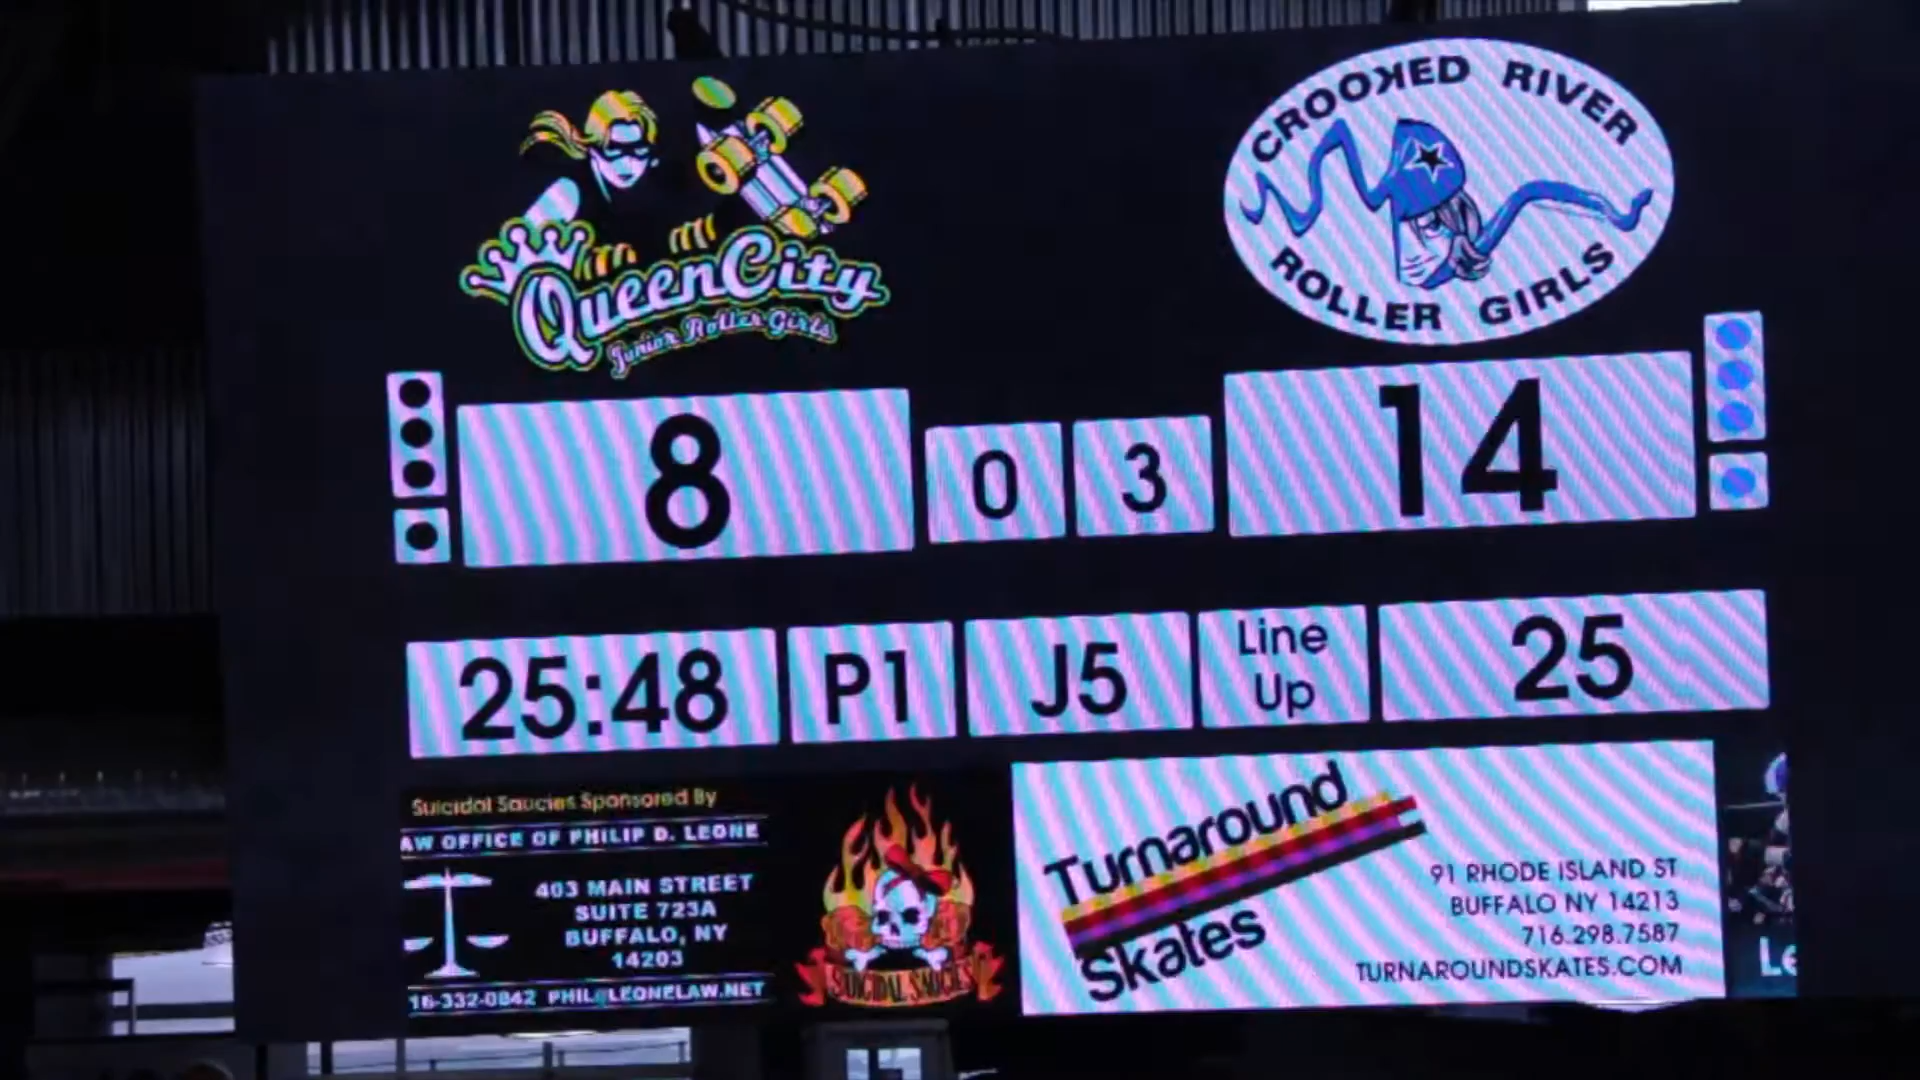 QueenCity
Junior Roller Girls
CROOKED RIVER
ROLLER GIRLS
8
0
3
14
25:48
P1
J5
Line
Up
25
Suicidal Saucies Sponsored By
AW OFFICE OF PHILIP D. LEONE
403 MAIN STREET
SUITE 723A
BUFFALO, NY
14203
16-332-0842 PHIL@LEONELAW.NET
SUICIDAL SAUCIES
Turnaround
Skates
91 RHODE ISLAND ST
BUFFALO NY 14213
716.298.7587
TURNAROUNDSKATES.COM
Le